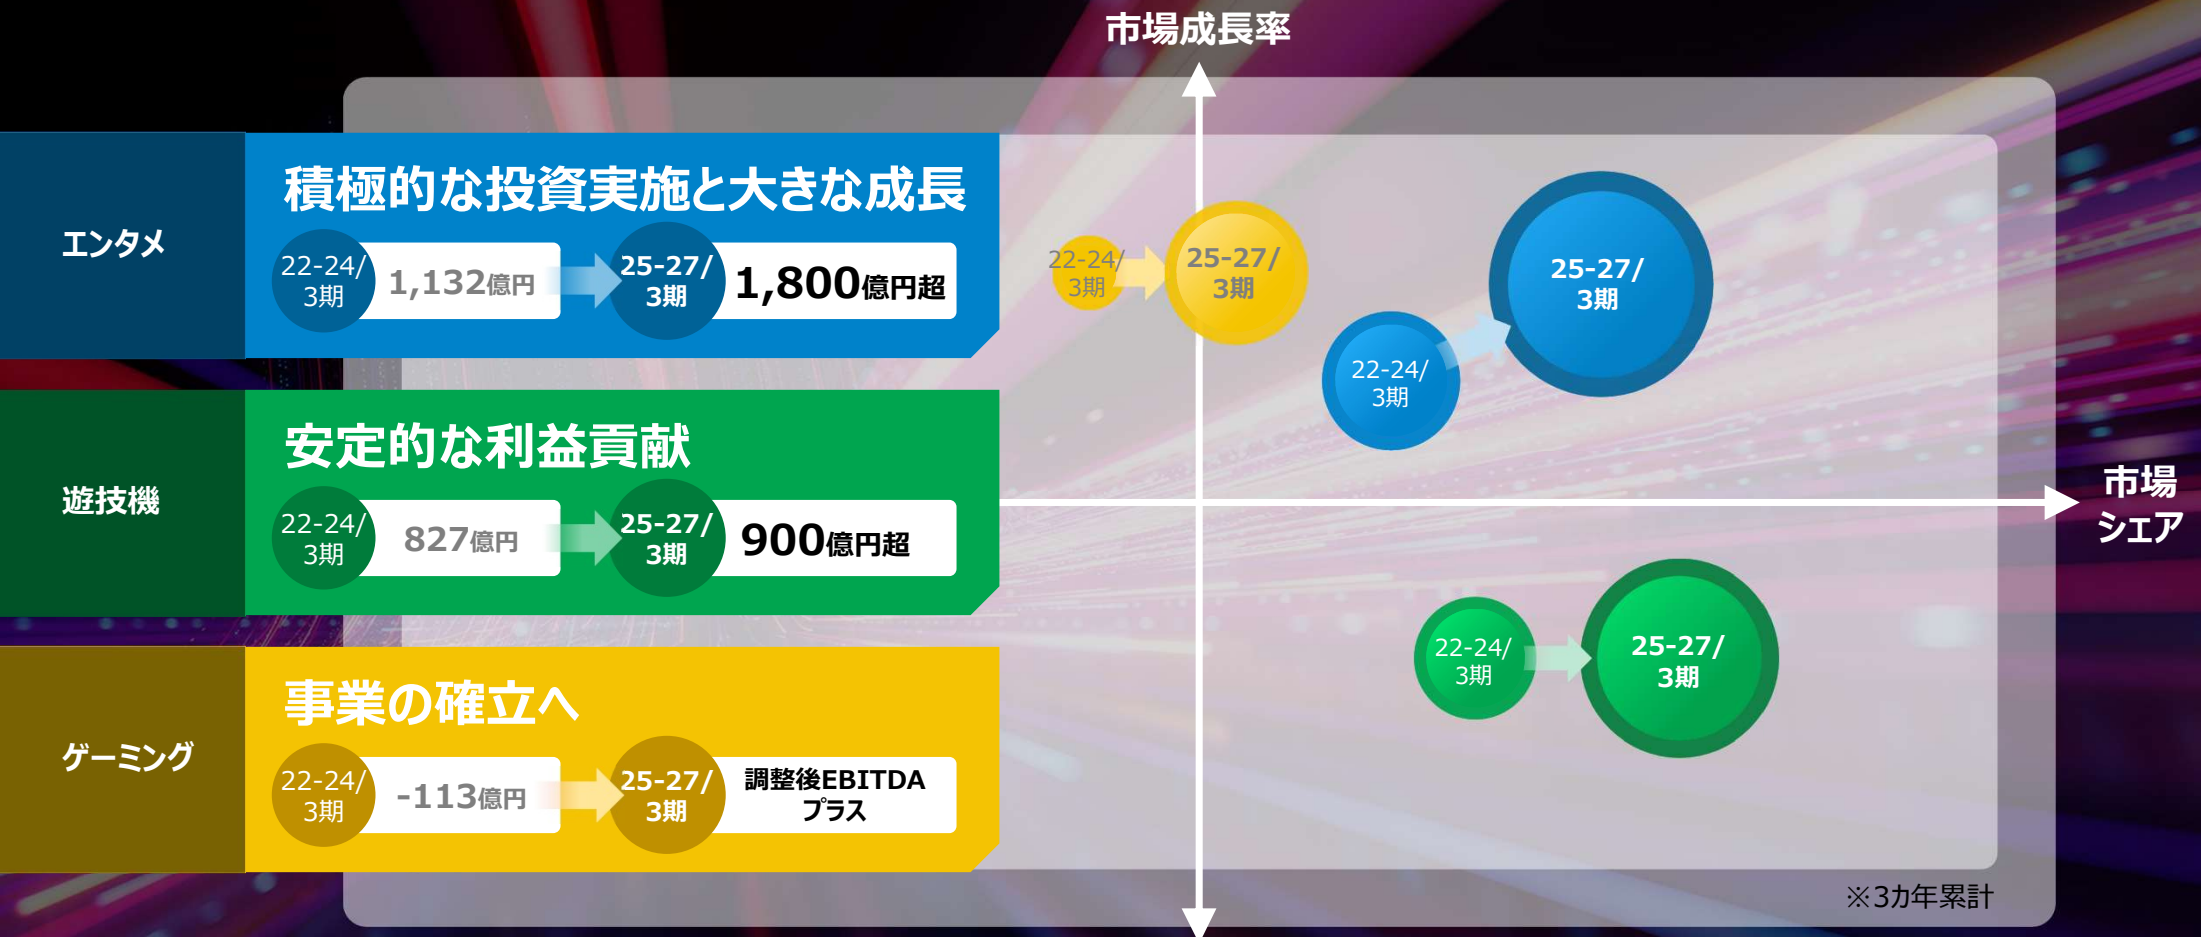 市場成長率
エンタメ
積極的な投資実施と大きな成長
22-24/
3期
1,132億円
25-27/
3期
1,800億円超
遊技機
安定的な利益貢献
22-24/
3期
827億円
25-27/
3期
900億円超
ゲーミング
事業の確立へ
22-24/
3期
-113億円
25-27/
3期
調整後EBITDA
プラス
22-24/
3期
25-27/
3期
22-24/
3期
25-27/
3期
市場
シェア
22-24/
3期
25-27/
3期
※3カ年累計